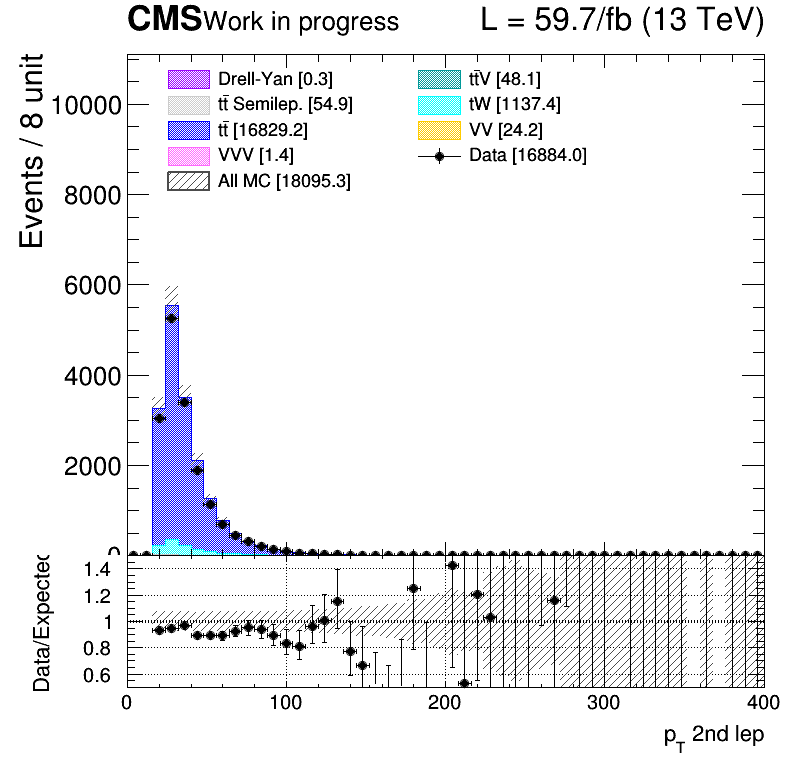 CMS Work in progress L = 59.7/fb (13 TeV)
Events / 8 unit
10000
8000
6000
4000
2000
0
Drell-Yan [0.3]
tt̄ Semilep. [54.9]
tt̄ [16829.2]
VVV [1.4]
All MC [18095.3]
tt̄V [48.1]
tW [1137.4]
VV [24.2]
Data [16884.0]
Data/Expected
1.4
1.2
1
0.8
0.6
0 100 200 300 400
p_T 2nd lep